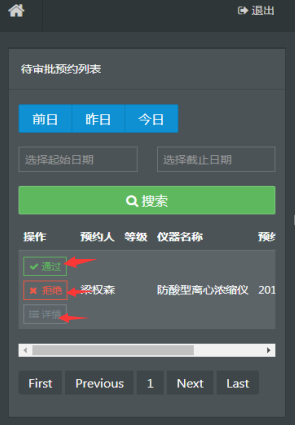 退出
待审批预约列表
前日 昨日 今日
选择起始日期 选择截止日期
搜索
操作 预约人 等级 仪器名称 预约
通过
拒绝 梁权森 防酸型离心浓缩仪 201
详情
First Previous 1 Next Last